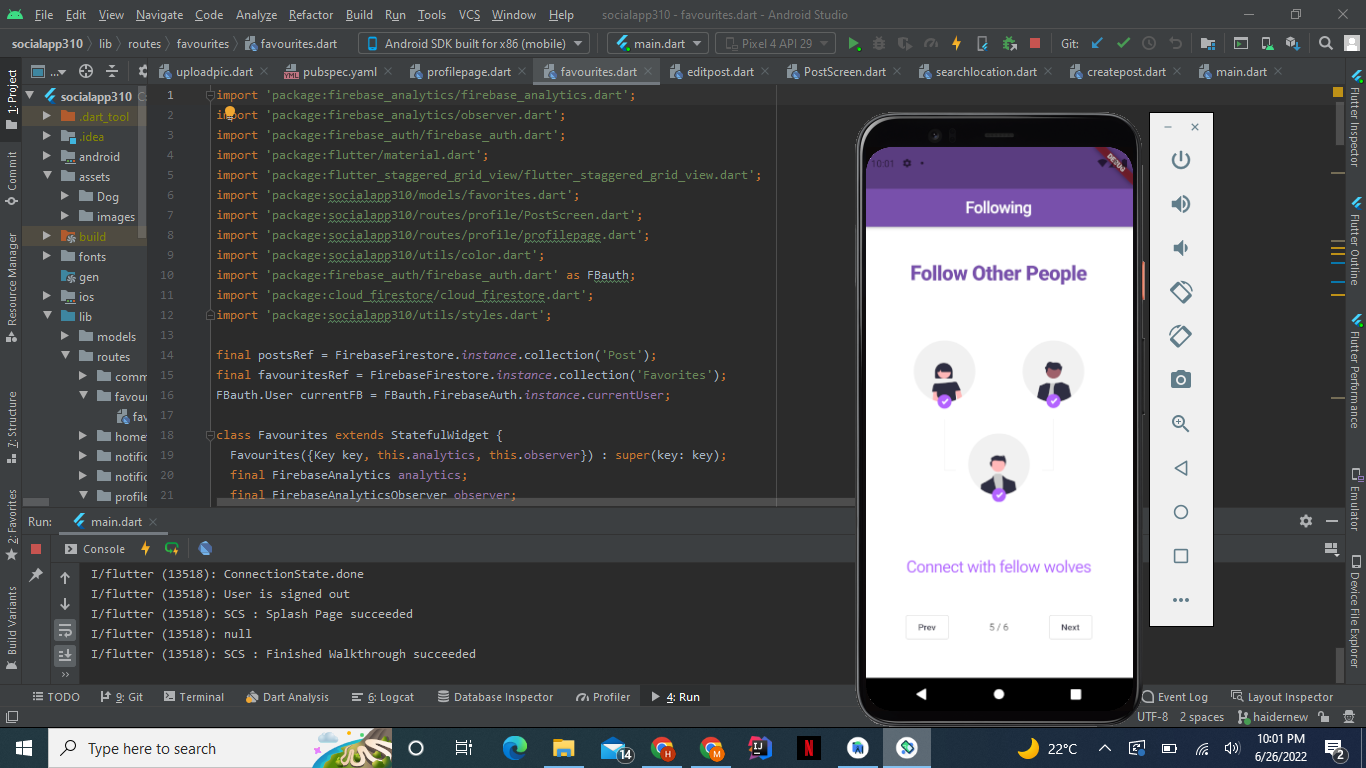 File Edit View Navigate Code Analyze Refactor Build Run Tools VCS Window Help socialapp310 - favourites.dart - Android Studio
socialapp310 lib routes favourites favourites.dart Android SDK built for x86 (mobile) main.dart Pixel 4 API 29 Git:
... uploadpic.dart pubspec.yaml profilepage.dart favourites.dart editpost.dart PostScreen.dart searchlocation.dart createpost.dart main.dart
1: Project
Commit
Resource Manager
7: Structure
2: Favorites
Build Variants
socialapp310
.dart_tool
.idea
android
assets
Dog
images
build
fonts
gen
ios
lib
models
routes
comm
favour
fav
home
notific
notific
profile
1 import 'package:firebase_analytics/firebase_analytics.dart';
2 import 'package:firebase_analytics/observer.dart';
3 import 'package:firebase_auth/firebase_auth.dart';
4 import 'package:flutter/material.dart';
5 import 'package:flutter_staggered_grid_view/flutter_staggered_grid_view.dart';
6 import 'package:socialapp310/models/favorites.dart';
7 import 'package:socialapp310/routes/profile/PostScreen.dart';
8 import 'package:socialapp310/routes/profile/profilepage.dart';
9 import 'package:socialapp310/utils/color.dart';
10 import 'package:firebase_auth/firebase_auth.dart' as FBauth;
11 import 'package:cloud_firestore/cloud_firestore.dart';
12 import 'package:socialapp310/utils/styles.dart';
13
14 final postsRef = FirebaseFirestore.instance.collection('Post');
15 final favouritesRef = FirebaseFirestore.instance.collection('Favorites');
16 FBauth.User currentFB = FBauth.FirebaseAuth.instance.currentUser;
17
18 class Favourites extends StatefulWidget {
19 Favourites({Key key, this.analytics, this.observer}) : super(key: key);
20 final FirebaseAnalytics analytics;
21 final FirebaseAnalyticsObserver observer;
10:01
DEBUG
Following
Follow Other People
Connect with fellow wolves
Prev 5 / 6 Next
Flutter Inspector
Flutter Outline
Flutter Performance
Emulator
Device File Explorer
Run: main.dart
Console
I/flutter (13518): ConnectionState.done
I/flutter (13518): User is signed out
I/flutter (13518): SCS : Splash Page succeeded
I/flutter (13518): null
I/flutter (13518): SCS : Finished Walkthrough succeeded
TODO 9: Git Terminal Dart Analysis 6: Logcat Database Inspector Profiler 4: Run Event Log Layout Inspector
UTF-8 2 spaces haidernew
Type here to search 14 H M IJ N 22°C 10:01 PM
6/26/2022 2